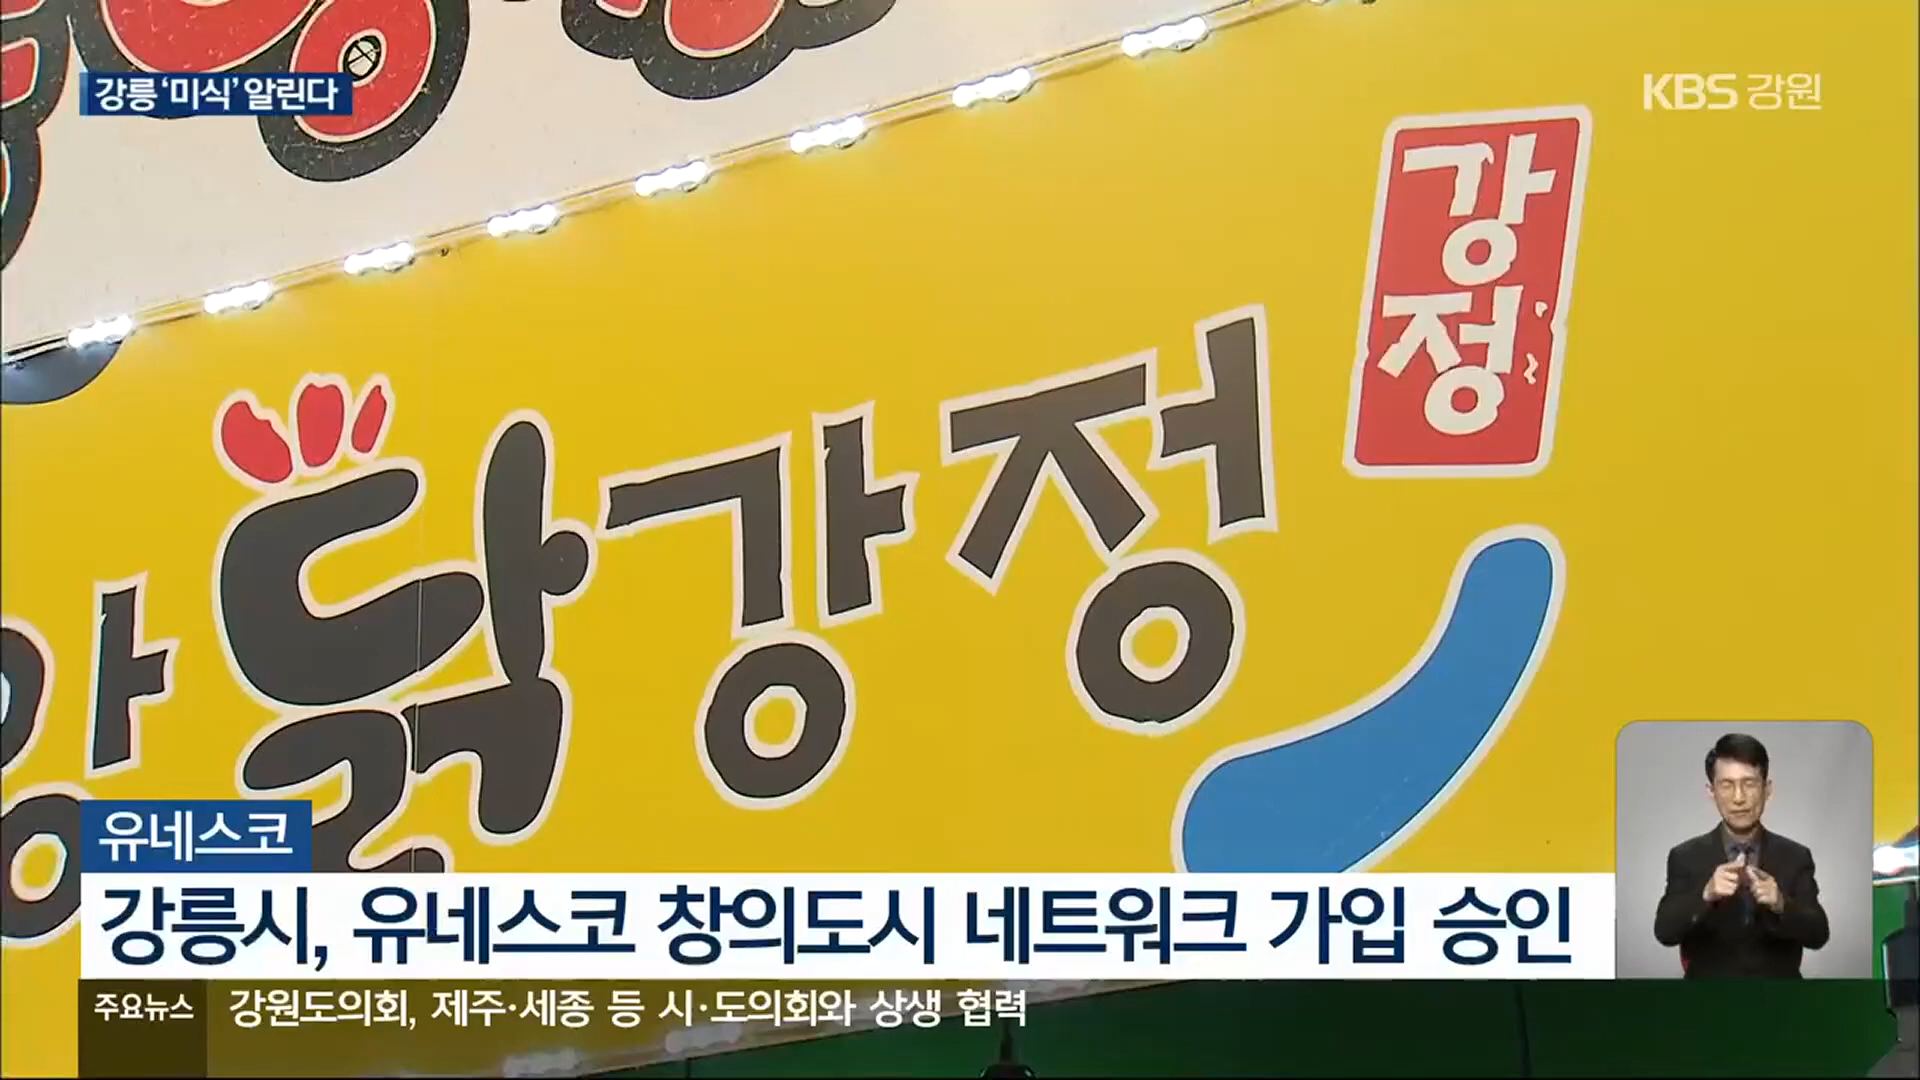 강릉 '미식' 알린다
KBS 강원
강정
닭강정
유네스코
강릉시, 유네스코 창의도시 네트워크 가입 승인
주요뉴스 강원도의회, 제주·세종 등 시·도의회와 상생 협력